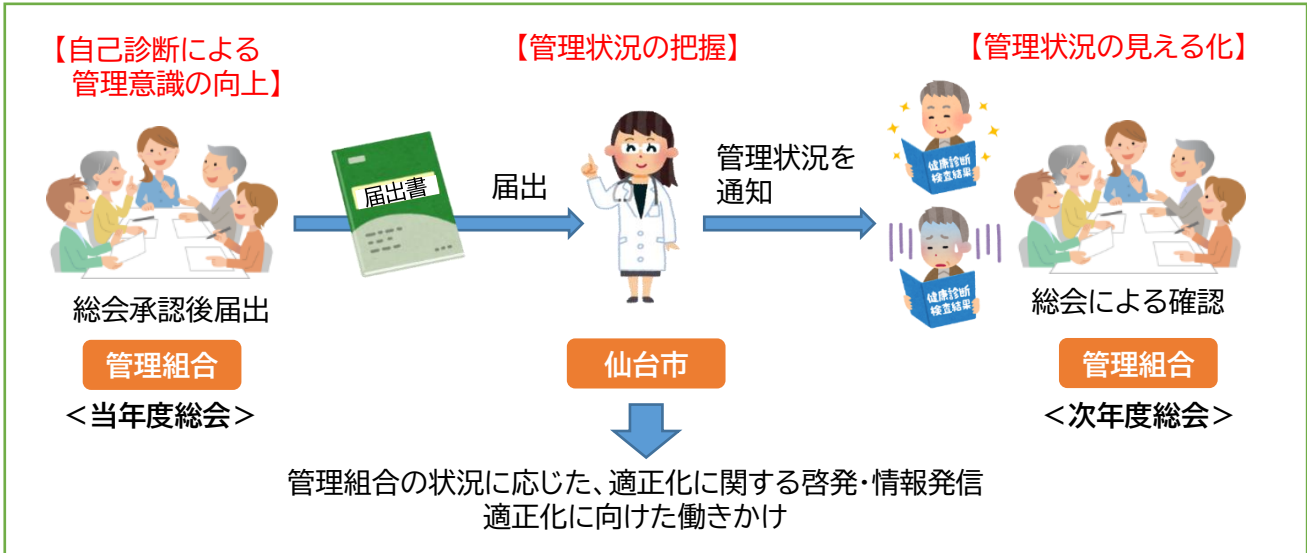 【自己診断による
管理意識の向上】
総会承認後届出
管理組合
＜当年度総会＞
届出書
届出
【管理状況の把握】
仙台市
管理状況を
通知
【管理状況の見える化】
健康診断
検査結果
健康診断
検査結果
総会による確認
管理組合
＜次年度総会＞
管理組合の状況に応じた、適正化に関する啓発・情報発信
適正化に向けた働きかけ